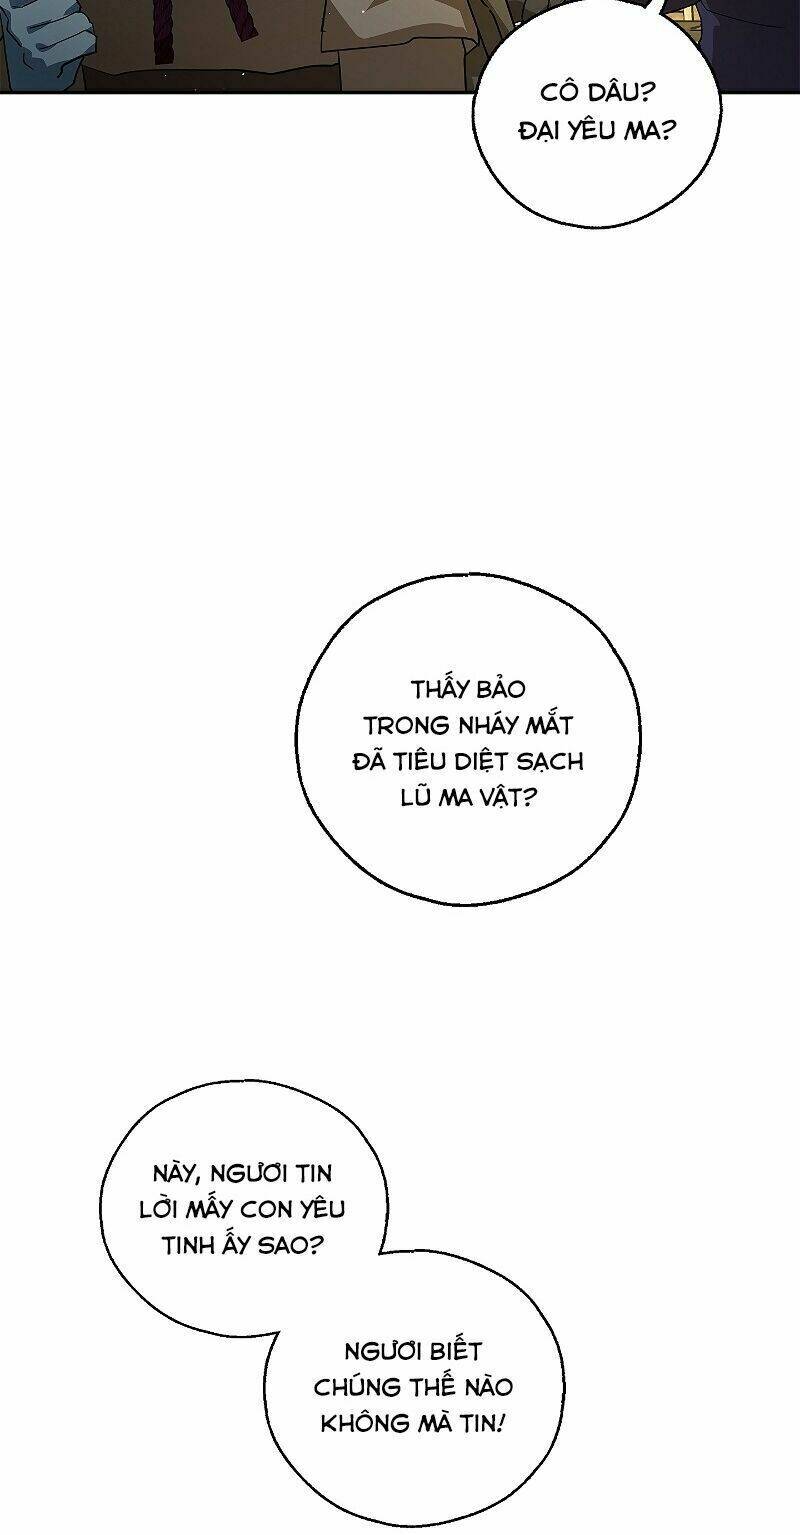 CÔ DÂU?
ĐẠI YÊU MA?
THẤY BẢO
TRONG NHÁY MẮT
ĐÃ TIÊU DIỆT SẠCH
LŨ MA VẬT?
NÀY, NGƯƠI TIN
LỜI MẤY CON YÊU
TINH ẤY SAO?
NGƯƠI BIẾT
CHÚNG THẾ NÀO
KHÔNG MÀ TIN!